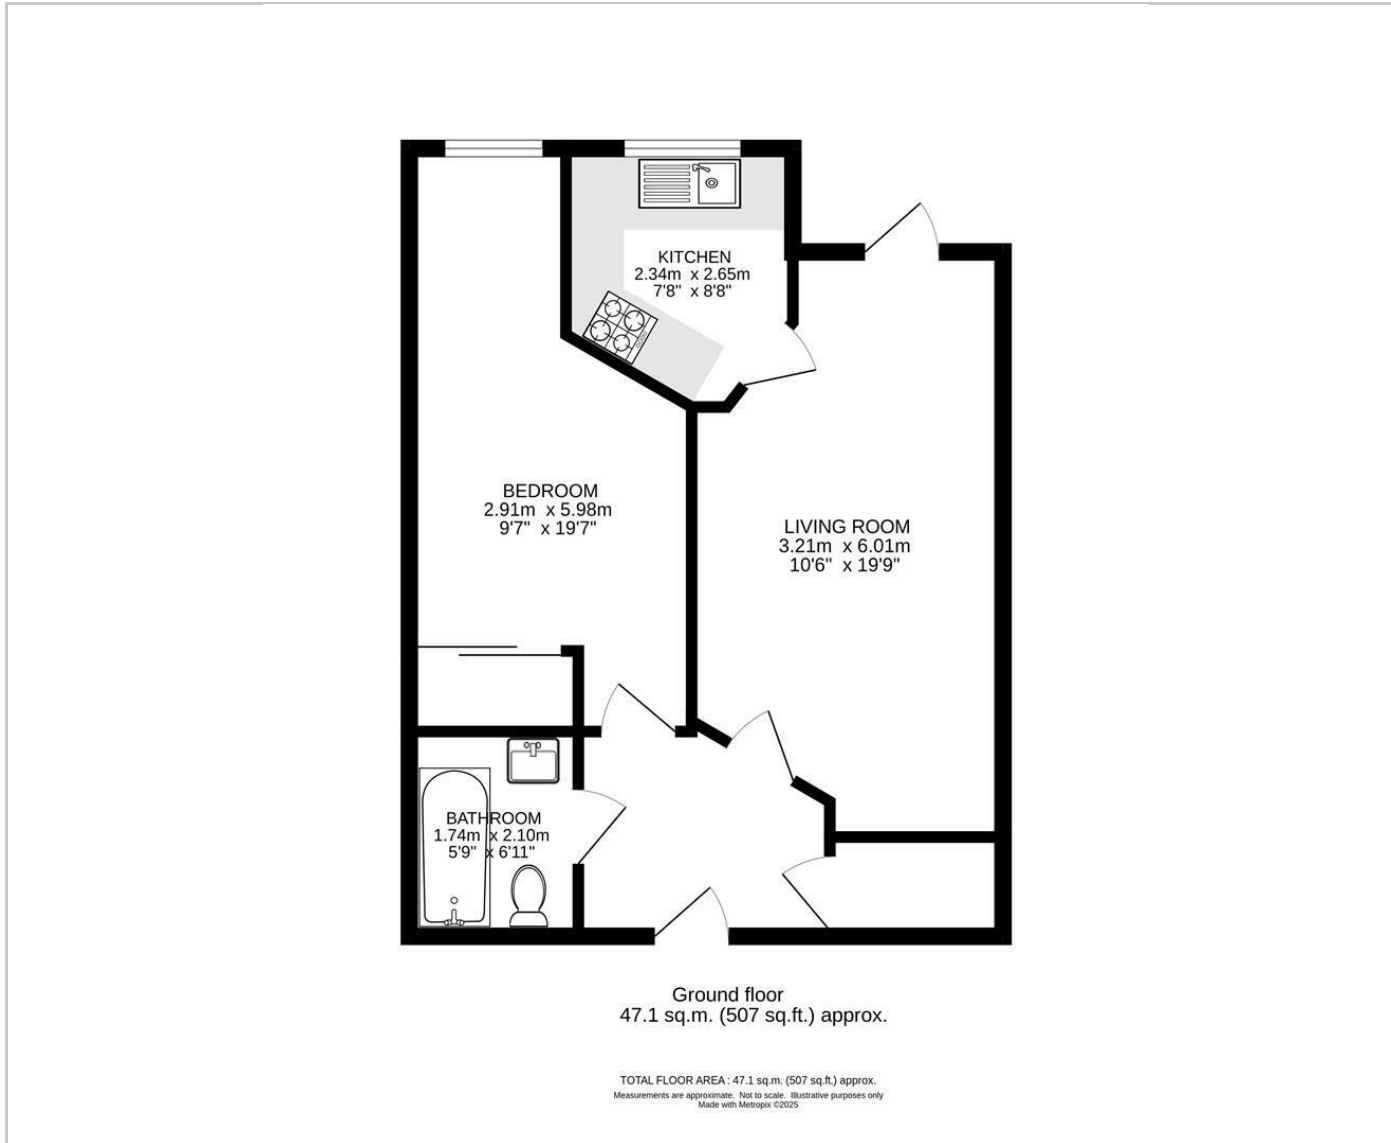 KITCHEN
2.34m x 2.65m
7'8" x 8'8"
BEDROOM
2.91m x 5.98m
9'7" x 19'7"
LIVING ROOM
3.21m x 6.01m
10'6" x 19'9"
BATHROOM
1.74m x 2.10m
5'9" x 6'11"
Ground floor
47.1 sq.m. (507 sq.ft.) approx.
TOTAL FLOOR AREA : 47.1 sq.m. (507 sq.ft.) approx.
Measurements are approximate. Not to scale. Illustrative purposes only
Made with Metropix ©2025